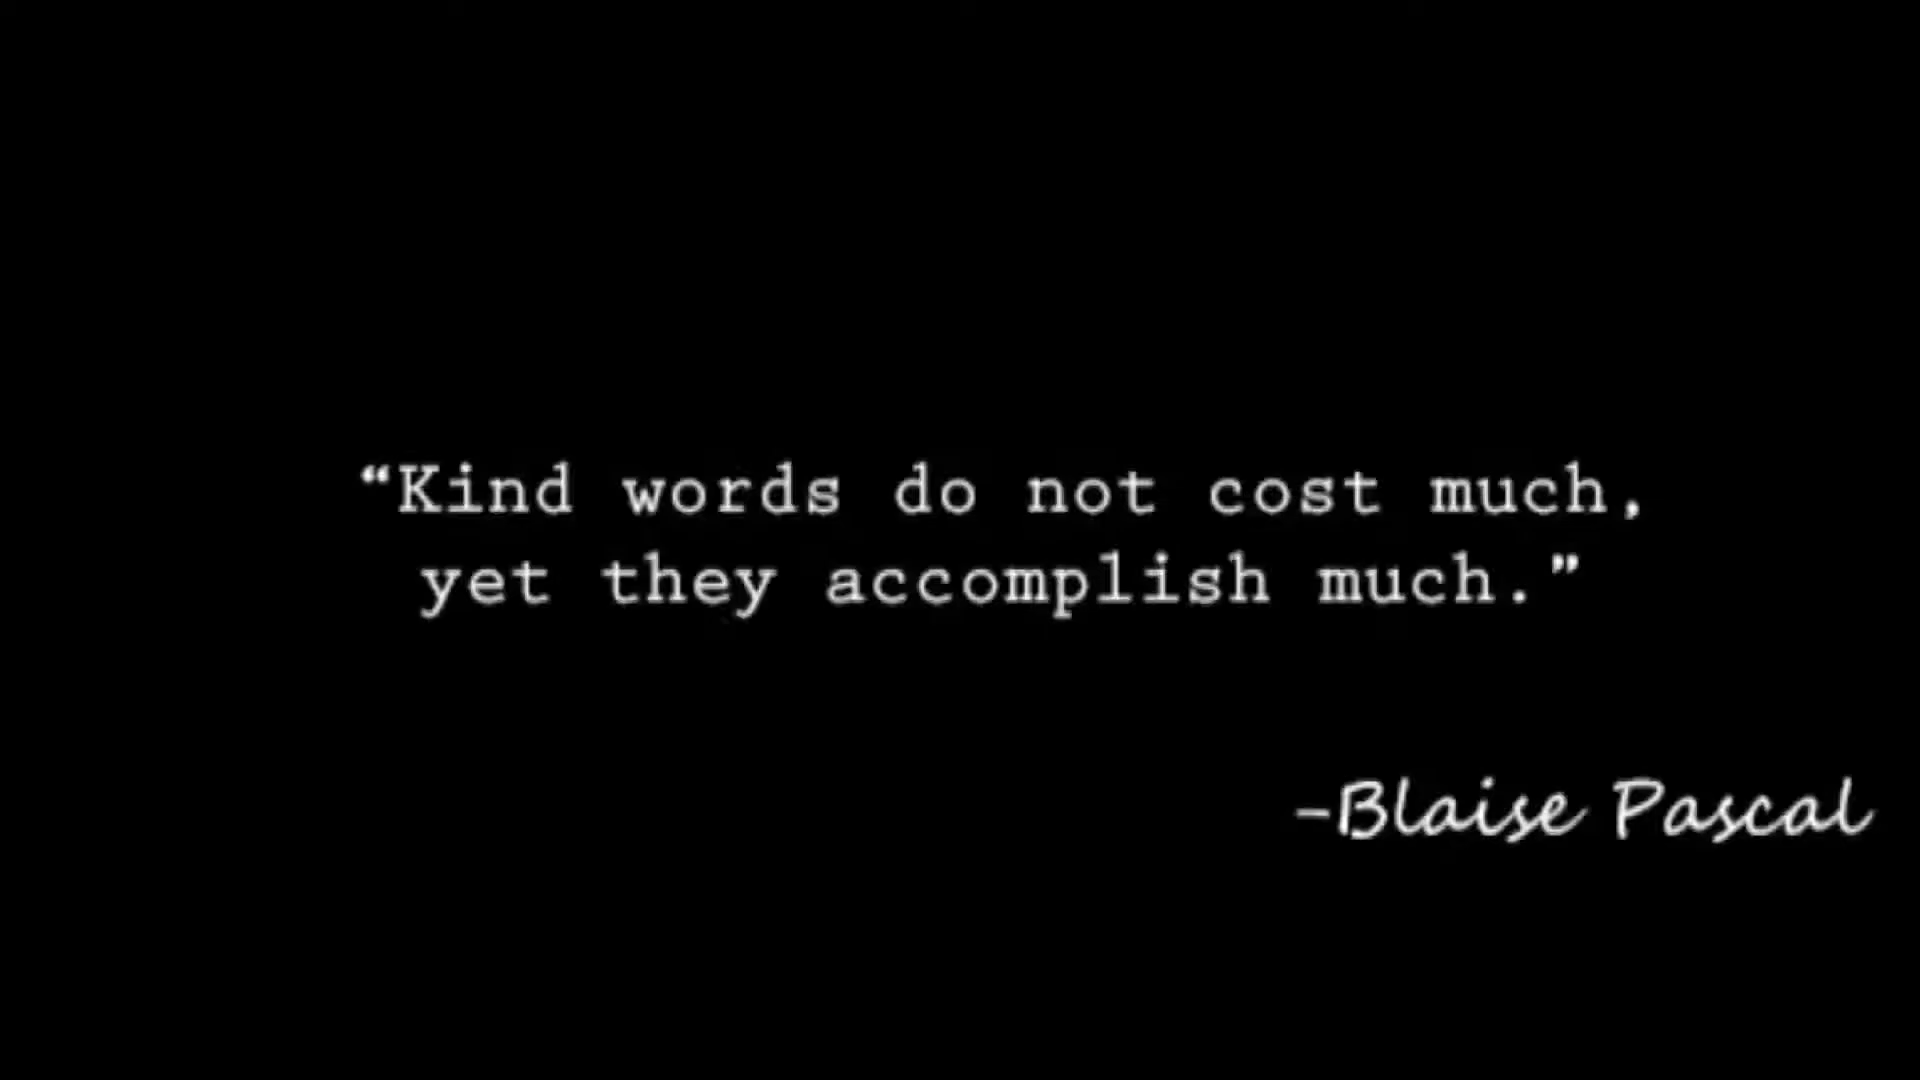 “Kind words do not cost much,
yet they accomplish much.”
-Blaise Pascal